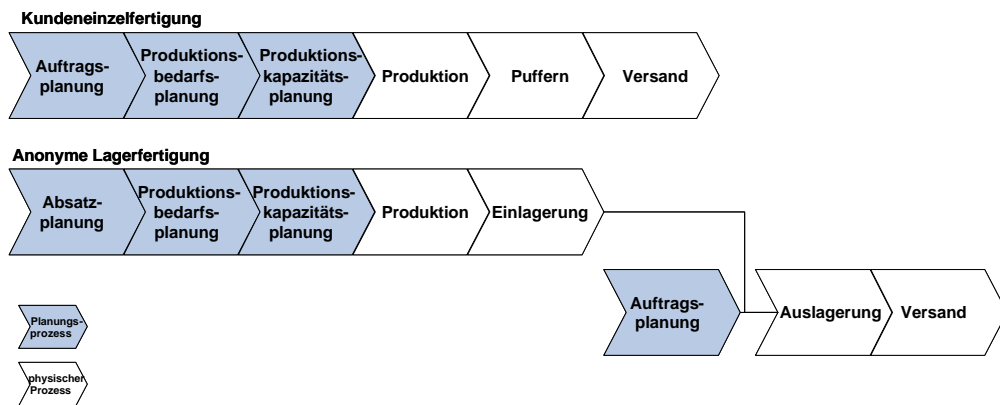 Kundeneinzelfertigung
Auftrags-
planung
Produktions-
bedarfs-
planung
Produktions-
kapazitäts-
planung
Produktion
Puffern
Versand
Anonyme Lagerfertigung
Absatz-
planung
Produktions-
bedarfs-
planung
Produktions-
kapazitäts-
planung
Produktion
Einlagerung
Auftrags-
planung
Auslagerung
Versand
Planungs-
prozess
physischer
Prozess